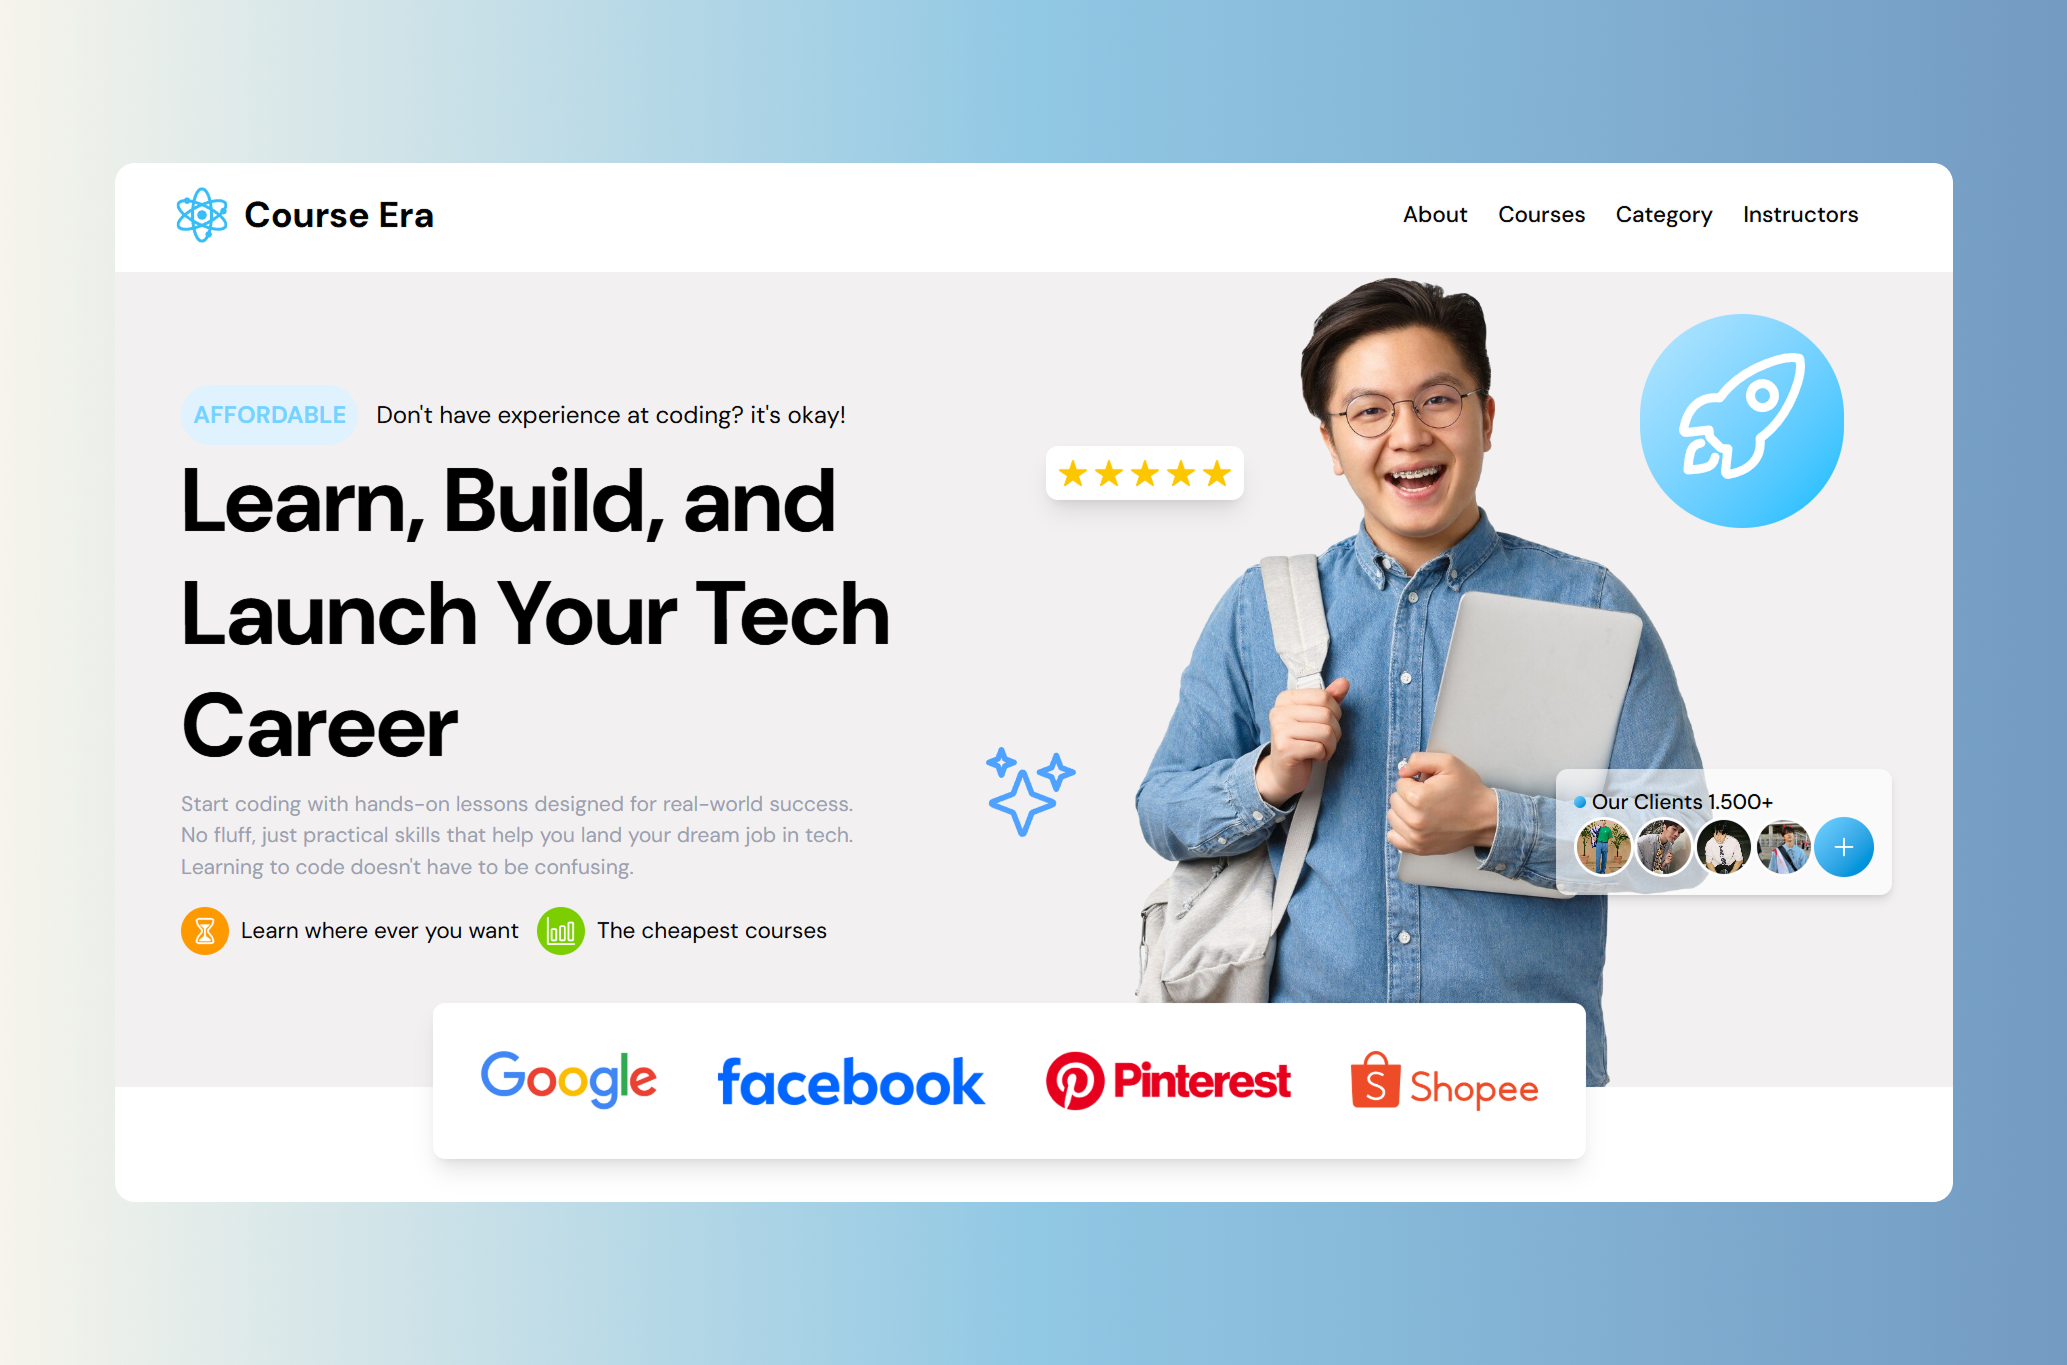 Course Era
About Courses Category Instructors
AFFORDABLE Don't have experience at coding? it's okay!
Learn, Build, and
Launch Your Tech
Career
Start coding with hands-on lessons designed for real-world success.
No fluff, just practical skills that help you land your dream job in tech.
Learning to code doesn't have to be confusing.
Learn where ever you want The cheapest courses
Our Clients 1.500+
Google facebook Pinterest Shopee